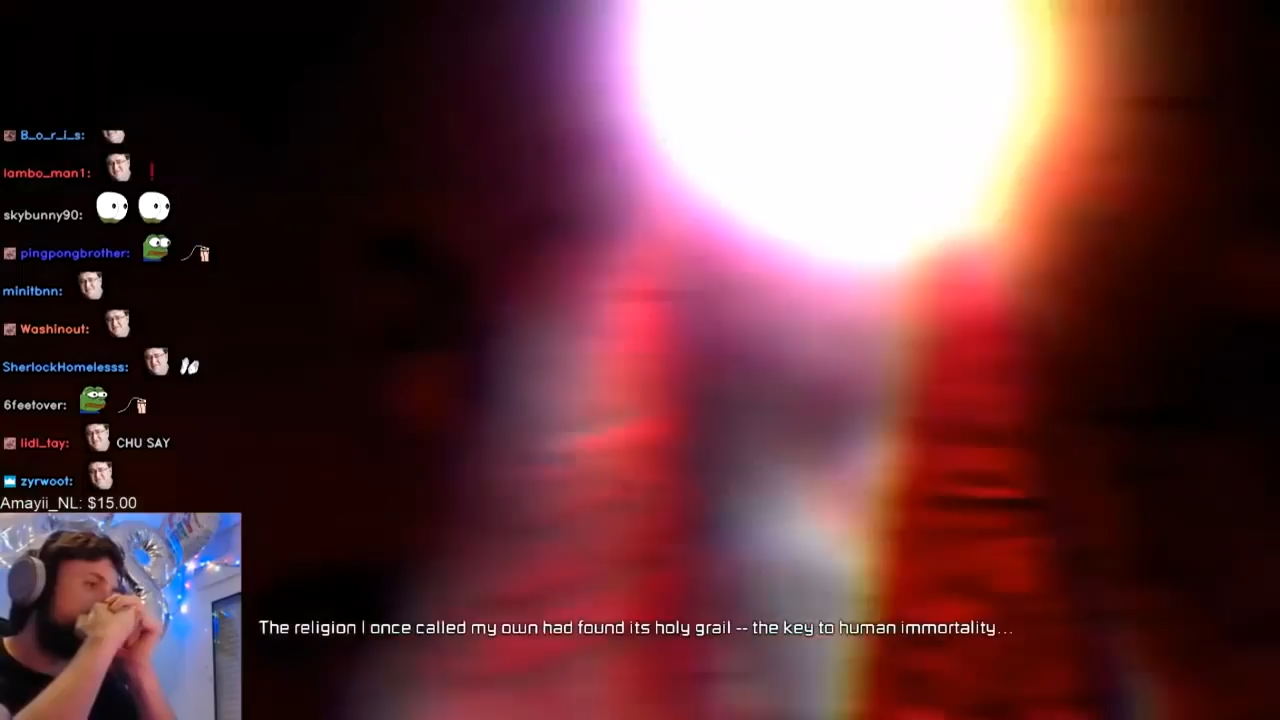 B_o_r_i_s:
lambo_man1: !
skybunny90:
pingpongbrother:
minitbnn:
Washinout:
SherlockHomelesss:
6feetover:
lidl_tay: CHU SAY
zyrwoot:
Amayii_NL: $15.00
The religion I once called my own had found its holy grail -- the key to human immortality...